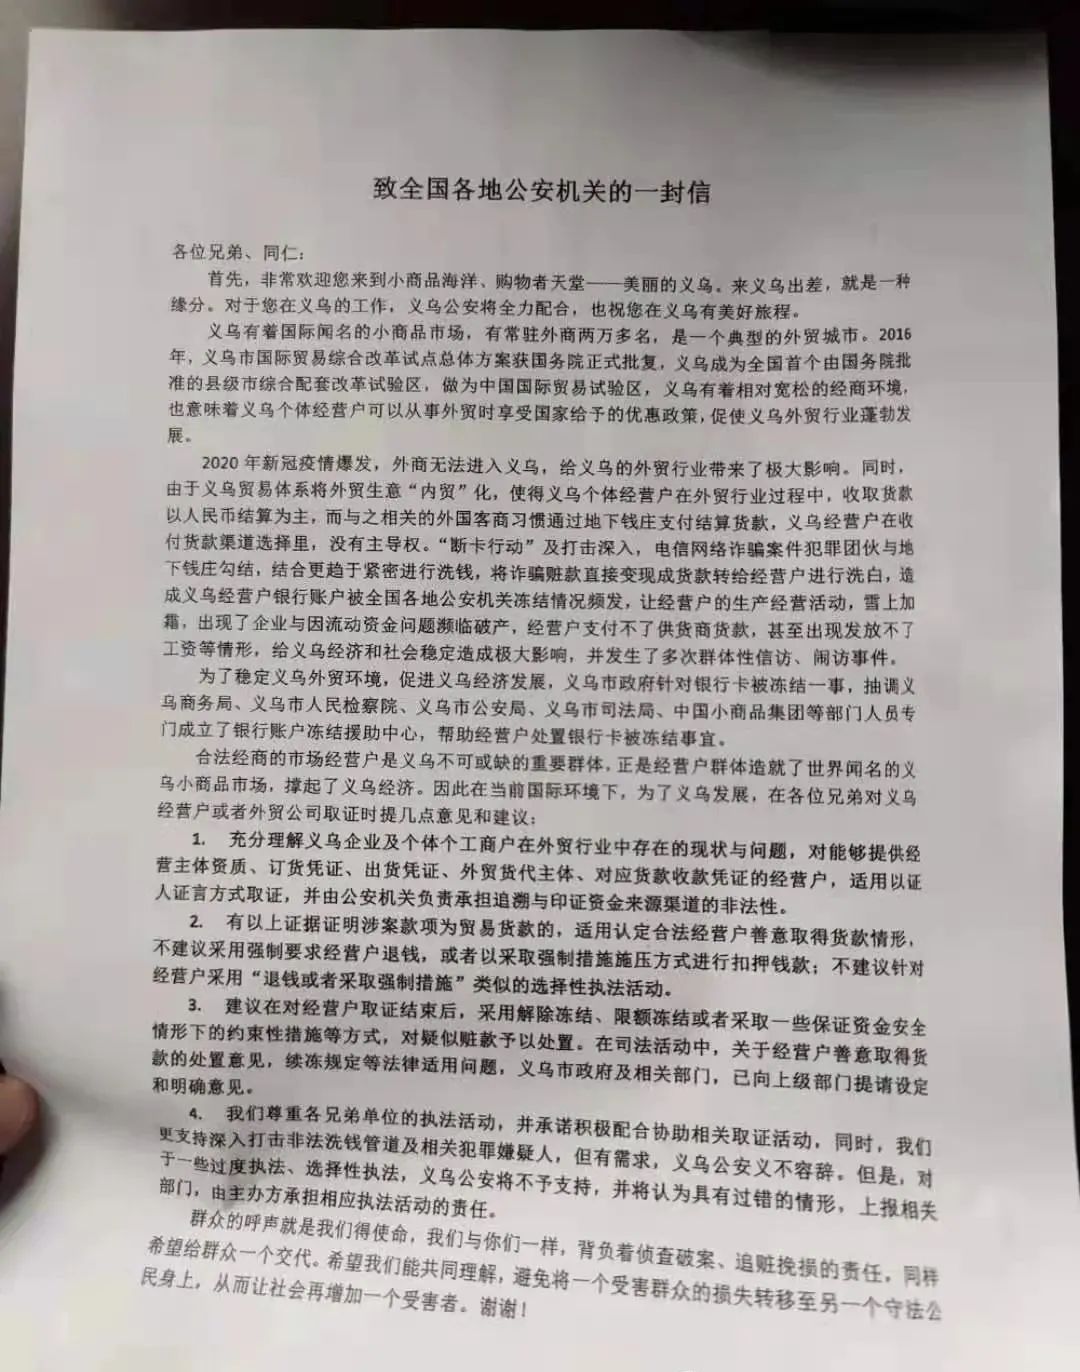 致全国各地公安机关的一封信
各位兄弟、同仁:
首先，非常欢迎您来到小商品海洋、购物者天堂——美丽的义乌。来义乌出差，就是一种
缘分。对于您在义乌的工作，义乌公安将全力配合，也祝您在义乌有美好旅程。
义乌有着国际闻名的小商品市场，有常驻外商两万多名，是一个典型的外贸城市。2016
年，义乌市国际贸易综合改革试点总体方案获国务院正式批复，义乌成为全国首个由国务院批
准的县级市综合配套改革试验区，做为中国国际贸易试验区，义乌有着相对宽松的经商环境，
也意味着义乌个体经营户可以从事外贸时享受国家给予的优惠政策，促使义乌外贸行业蓬勃发
展。
2020年新冠疫情爆发，外商无法进入义乌，给义乌的外贸行业带来了极大影响。同时，
由于义乌贸易体系将外贸生意“内贸”化，使得义乌个体经营户在外贸行业过程中，收取货款
以人民币结算为主，而与之相关的外国客商习惯通过地下钱庄支付结算货款，义乌经营户在收
付货款渠道选择里，没有主导权。“断卡行动”及打击深入，电信网络诈骗案件犯罪团伙与地
下钱庄勾结，结合更趋于紧密进行洗钱，将诈骗赃款直接变现成货款转给经营户进行洗白，造
成义乌经营户银行账户被全国各地公安机关冻结情况频发，让经营户的生产经营活动，雪上加
霜，出现了企业与因流动资金问题濒临破产，经营户支付不了供货商货款，甚至出现发放不了
工资等情形，给义乌经济和社会稳定造成极大影响，并发生了多次群体性信访、闹访事件。
为了稳定义乌外贸环境，促进义乌经济发展，义乌市政府针对银行卡被冻结一事，抽调义
乌商务局、义乌市人民检察院、义乌市公安局、义乌市司法局、中国小商品集团等部门人员专
门成立了银行账户冻结援助中心，帮助经营户处置银行卡被冻结事宜。
合法经商的市场经营户是义乌不可或缺的重要群体，正是经营户群体造就了世界闻名的义
乌小商品市场，撑起了义乌经济。因此在当前国际环境下，为了义乌发展，在各位兄弟对义乌
经营户或者外贸公司取证时提几点意见和建议:
1. 充分理解义乌企业及个体个工商户在外贸行业中存在的现状与问题，对能够提供经
营主体资质、订货凭证、出货凭证、外贸货代主体、对应货款收款凭证的经营户，适用以证
人证言方式取证，并由公安机关负责承担追溯与印证资金来源渠道的非法性。
2. 有以上证据证明涉案款项为贸易货款的，适用认定合法经营户善意取得货款情形，
不建议采用强制要求经营户退钱，或者以采取强制措施施压方式进行扣押钱款；不建议针对
经营户采用“退钱或者采取强制措施”类似的选择性执法活动。
3. 建议在对经营户取证结束后，采用解除冻结、限额冻结或者采取一些保证资金安全
情形下的约束性措施等方式，对疑似赃款予以处置。在司法活动中，关于经营户善意取得货
款的处置意见，续冻规定等法律适用问题，义乌市政府及相关部门，已向上级部门提请设定
和明确意见。
4. 我们尊重各兄弟单位的执法活动，并承诺积极配合协助相关取证活动，同时，我们
更支持深入打击非法洗钱管道及相关犯罪嫌疑人，但有需求，义乌公安义不容辞。但是，对
于一些过度执法、选择性执法，义乌公安将不予支持，并将认为具有过错的情形，上报相关
部门，由主办方承担相应执法活动的责任。
群众的呼声就是我们得使命，我们与你们一样，背负着侦查破案、追赃挽损的责任，同样
希望给群众一个交代。希望我们能共同理解，避免将一个受害群众的损失转移至另一个守法公
民身上，从而让社会再增加一个受害者。谢谢！